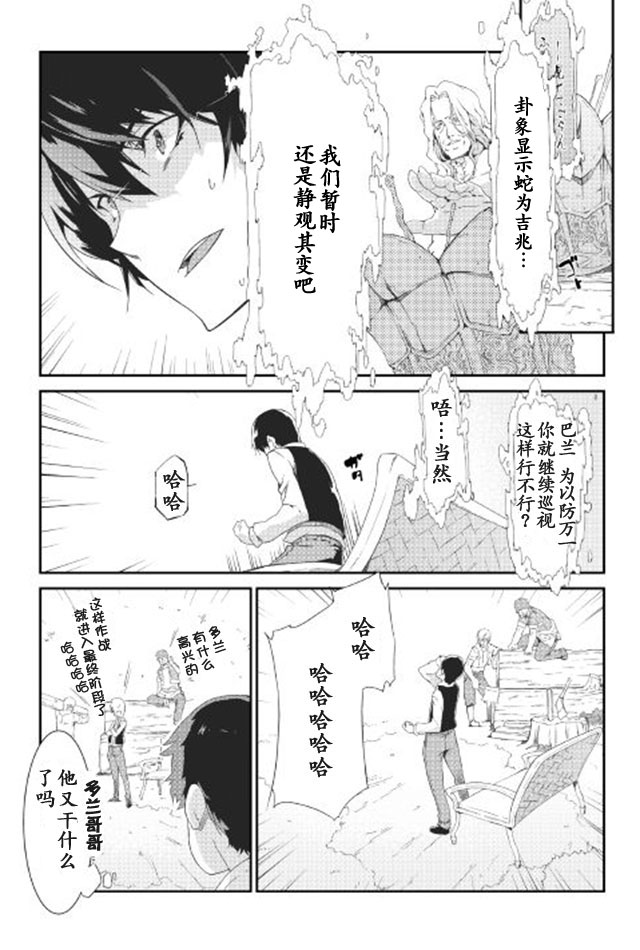 卦象显示蛇为吉兆…
我们暂时
还是静观其变吧
巴兰 为以防万一
你就继续巡视
这样行不行？
唔…当然
哈
哈
哈哈
哈哈哈哈哈
多兰
有什么
高兴的
这样作战
就进入最终阶段了
哈哈哈哈
多兰哥哥
他又干什么
了吗